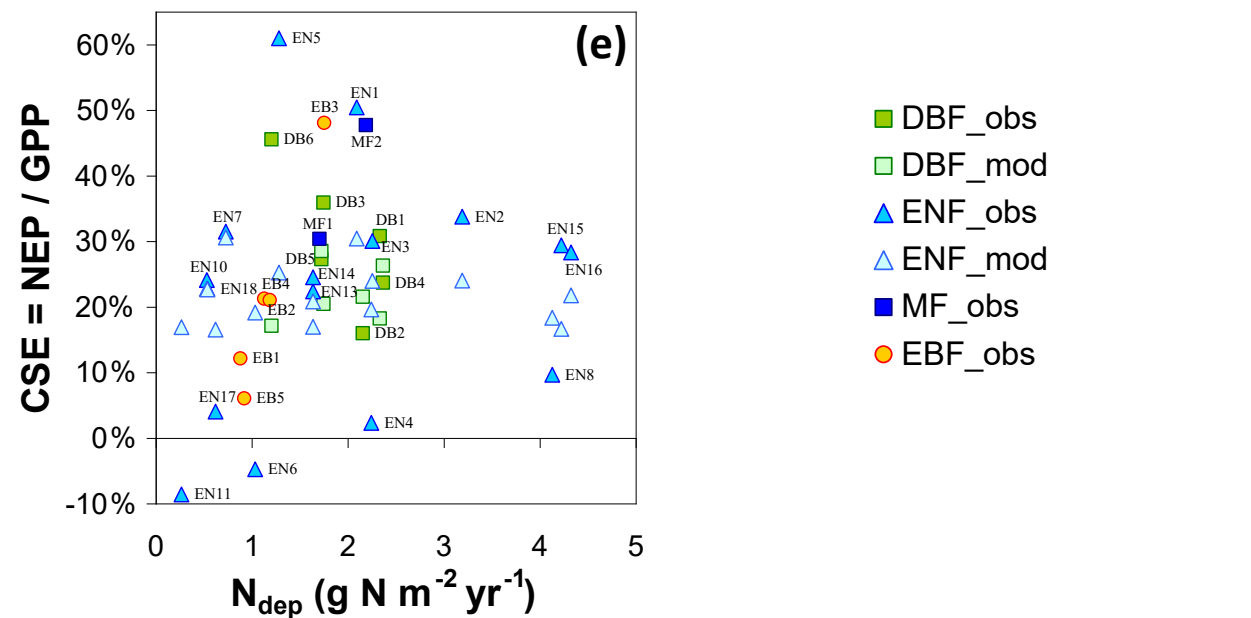 (e)
60%
50%
40%
30%
20%
10%
0%
-10%
CSE = NEP / GPP
EN5
EN1
EB3
MF2
DB6
DB3
EN7
MF1
DB1
EN2
EN3
EN15
EN16
DB5
EN10
EN14
EN18
EB4
EN13
DB4
EB2
DB2
EB1
EN8
EN17
EB5
EN4
EN6
EN11
0 1 2 3 4 5
N_dep (g N m⁻² yr⁻¹)
DBF_obs
DBF_mod
ENF_obs
ENF_mod
MF_obs
EBF_obs